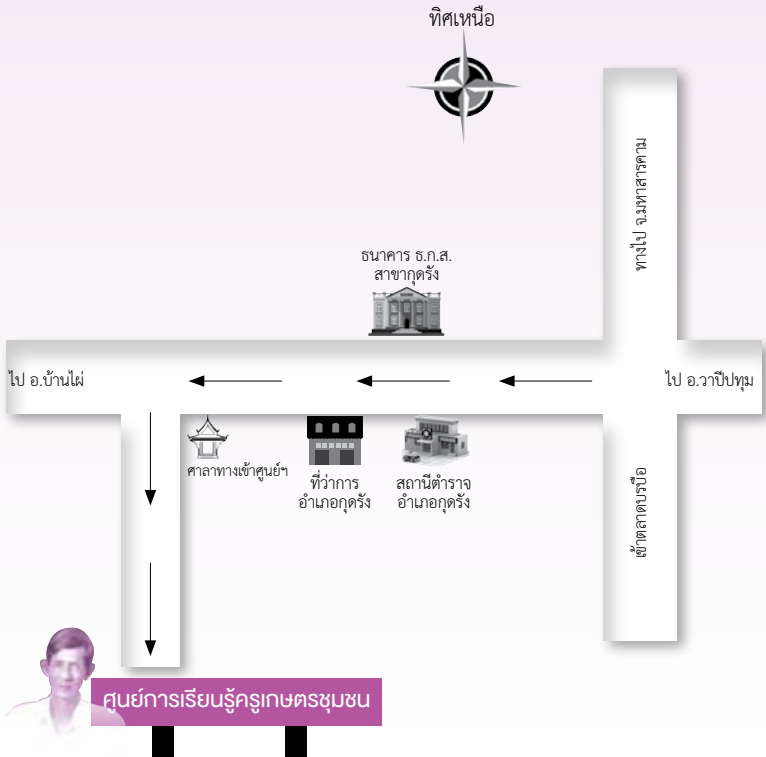 ทิศเหนือ
ทางไป จ.มหาสารคาม
ธนาคาร ธ.ก.ส.
สาขากุดรัง
ไป อ.บ้านไผ่
ไป อ.วาปีปทุม
ศาลาทางเข้าศูนย์ฯ
ที่ว่าการ
อำเภอกุดรัง
สถานีตำรวจ
อำเภอกุดรัง
เข้าตลาดบรบือ
ศูนย์การเรียนรู้ครูเกษตรชุมชน